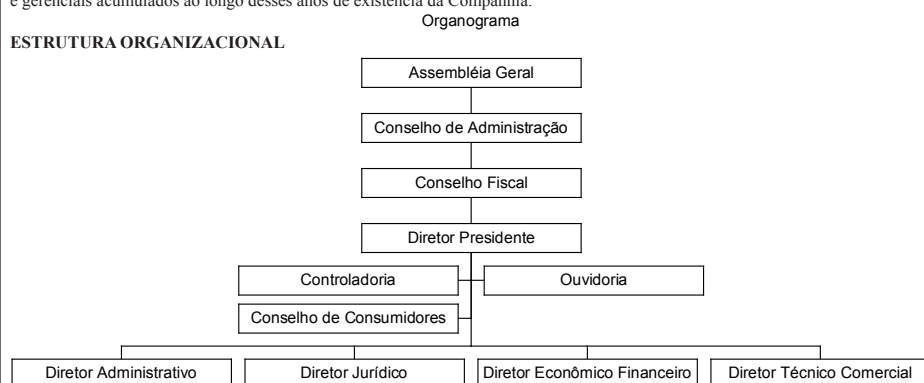 e gerenciais acumulados ao longo desses anos de existência da Companhia.
Organograma
ESTRUTURA ORGANIZACIONAL
Assembléia Geral
Conselho de Administração
Conselho Fiscal
Diretor Presidente
Controladoria
Ouvidoria
Conselho de Consumidores
Diretor Administrativo
Diretor Jurídico
Diretor Econômico Financeiro
Diretor Técnico Comercial